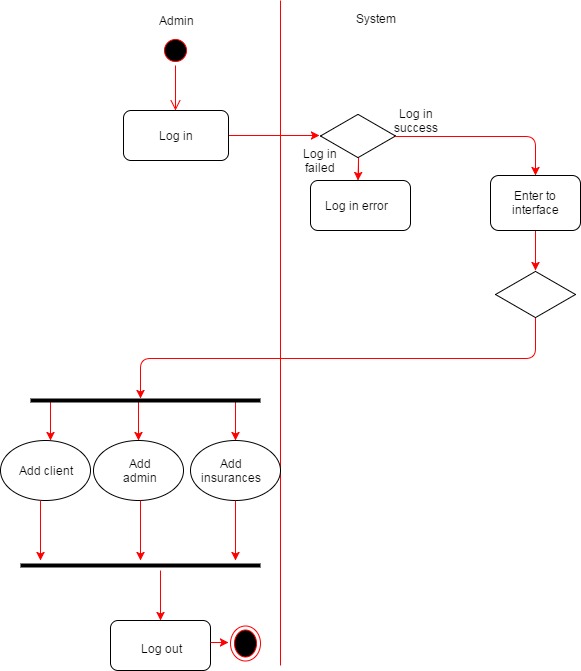 Admin
System
Log in
Log in
success
Log in
failed
Log in error
Enter to
interface
Add client
Add
admin
Add
insurances
Log out